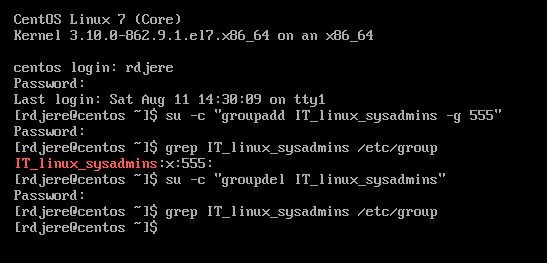 CentOS Linux 7 (Core)
Kernel 3.10.0-862.9.1.el7.x86_64 on an x86_64
centos login: rdjere
Password:
Last login: Sat Aug 11 14:30:09 on tty1
[rdjere@centos ~]$ su -c "groupadd IT_linux_sysadmins -g 555"
Password:
[rdjere@centos ~]$ grep IT_linux_sysadmins /etc/group
IT_linux_sysadmins:x:555:
[rdjere@centos ~]$ su -c "groupdel IT_linux_sysadmins"
Password:
[rdjere@centos ~]$ grep IT_linux_sysadmins /etc/group
[rdjere@centos ~]$